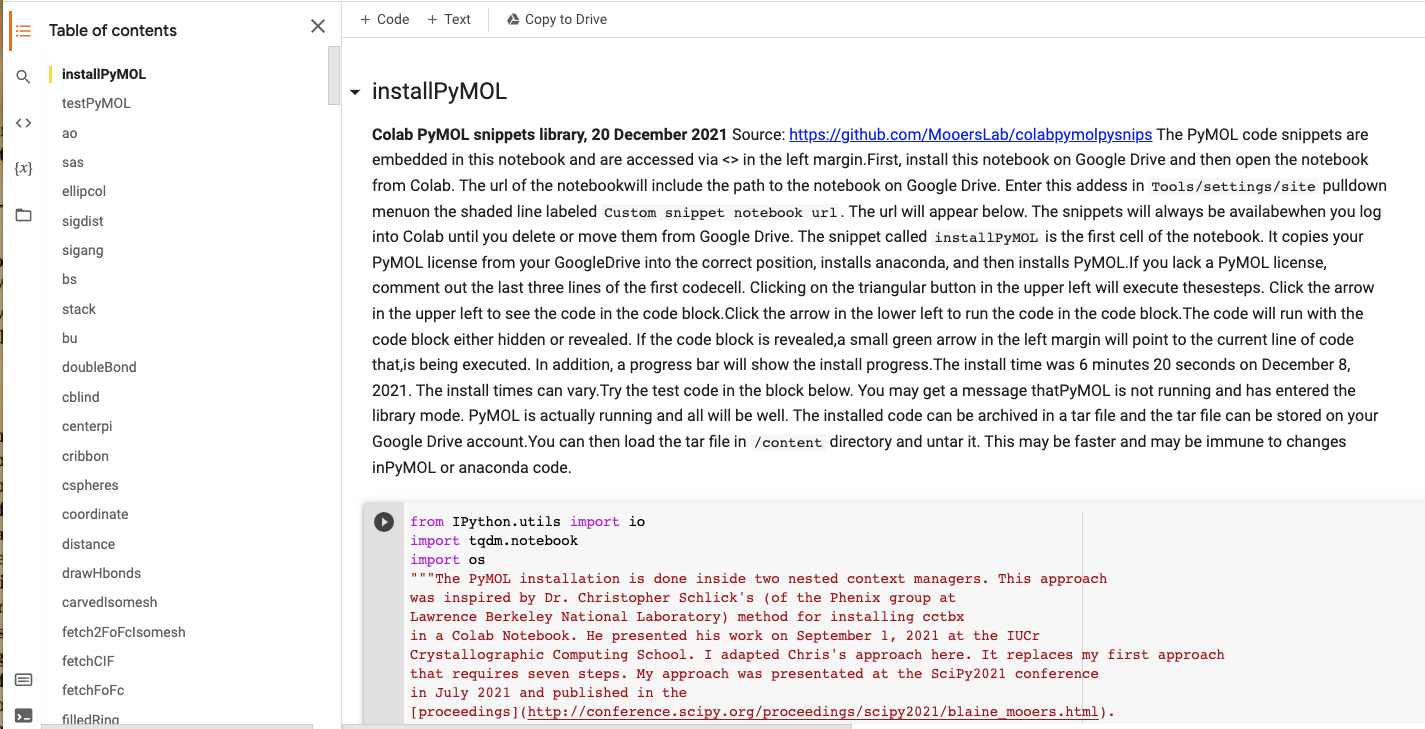 Table of contents
installPyMOL
testPyMOL
ao
sas
ellipcol
sigdist
sigang
bs
stack
bu
doubleBond
cblind
centerpi
cribbon
cspheres
coordinate
distance
drawHbonds
carvedIsomesh
fetch2FoFcIsomesh
fetchCIF
fetchFoFc
filledRing
+ Code + Text Copy to Drive
installPyMOL
Colab PyMOL snippets library, 20 December 2021 Source: https://github.com/MooersLab/colabpymolpysnips The PyMOL code snippets are
embedded in this notebook and are accessed via <> in the left margin.First, install this notebook on Google Drive and then open the notebook
from Colab. The url of the notebookwill include the path to the notebook on Google Drive. Enter this addess in Tools/settings/site pulldown
menuon the shaded line labeled Custom snippet notebook url. The url will appear below. The snippets will always be availabewhen you log
into Colab until you delete or move them from Google Drive. The snippet called installPyMOL is the first cell of the notebook. It copies your
PyMOL license from your GoogleDrive into the correct position, installs anaconda, and then installs PyMOL.If you lack a PyMOL license,
comment out the last three lines of the first codecell. Clicking on the triangular button in the upper left will execute thesesteps. Click the arrow
in the upper left to see the code in the code block.Click the arrow in the lower left to run the code in the code block.The code will run with the
code block either hidden or revealed. If the code block is revealed,a small green arrow in the left margin will point to the current line of code
that,is being executed. In addition, a progress bar will show the install progress.The install time was 6 minutes 20 seconds on December 8,
2021. The install times can vary.Try the test code in the block below. You may get a message thatPyMOL is not running and has entered the
library mode. PyMOL is actually running and all will be well. The installed code can be archived in a tar file and the tar file can be stored on your
Google Drive account.You can then load the tar file in /content directory and untar it. This may be faster and may be immune to changes
inPyMOL or anaconda code.
from IPython.utils import io
import tqdm.notebook
import os
"""The PyMOL installation is done inside two nested context managers. This approach
was inspired by Dr. Christopher Schlick's (of the Phenix group at
Lawrence Berkeley National Laboratory) method for installing cctbx
in a Colab Notebook. He presented his work on September 1, 2021 at the IUCr
Crystallographic Computing School. I adapted Chris's approach here. It replaces my first approach
that requires seven steps. My approach was presentated at the SciPy2021 conference
in July 2021 and published in the
[proceedings](http://conference.scipy.org/proceedings/scipy2021/blaine_mooers.html).